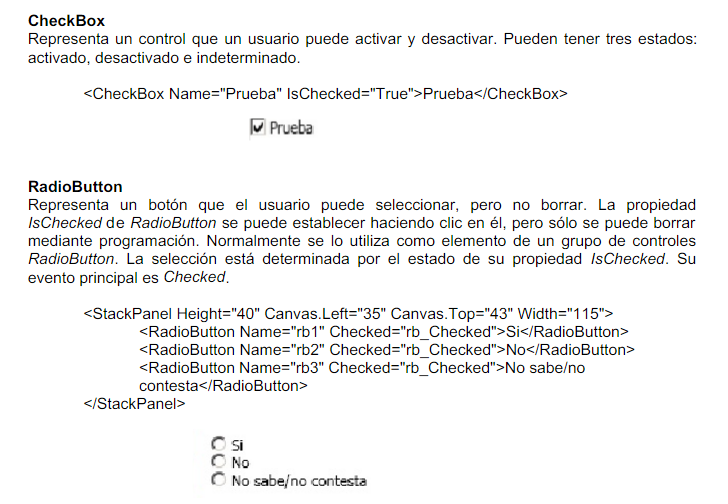 CheckBox
Representa un control que un usuario puede activar y desactivar. Pueden tener tres estados:
activado, desactivado e indeterminado.
<CheckBox Name="Prueba" IsChecked="True">Prueba</CheckBox>
Prueba
RadioButton
Representa un botón que el usuario puede seleccionar, pero no borrar. La propiedad
IsChecked de RadioButton se puede establecer haciendo clic en él, pero sólo se puede borrar
mediante programación. Normalmente se lo utiliza como elemento de un grupo de controles
RadioButton. La selección está determinada por el estado de su propiedad IsChecked. Su
evento principal es Checked.
<StackPanel Height="40" Canvas.Left="35" Canvas.Top="43" Width="115">
<RadioButton Name="rb1" Checked="rb_Checked">Si</RadioButton>
<RadioButton Name="rb2" Checked="rb_Checked">No</RadioButton>
<RadioButton Name="rb3" Checked="rb_Checked">No sabe/no
contesta</RadioButton>
</StackPanel>
Si
No
No sabe/no contesta